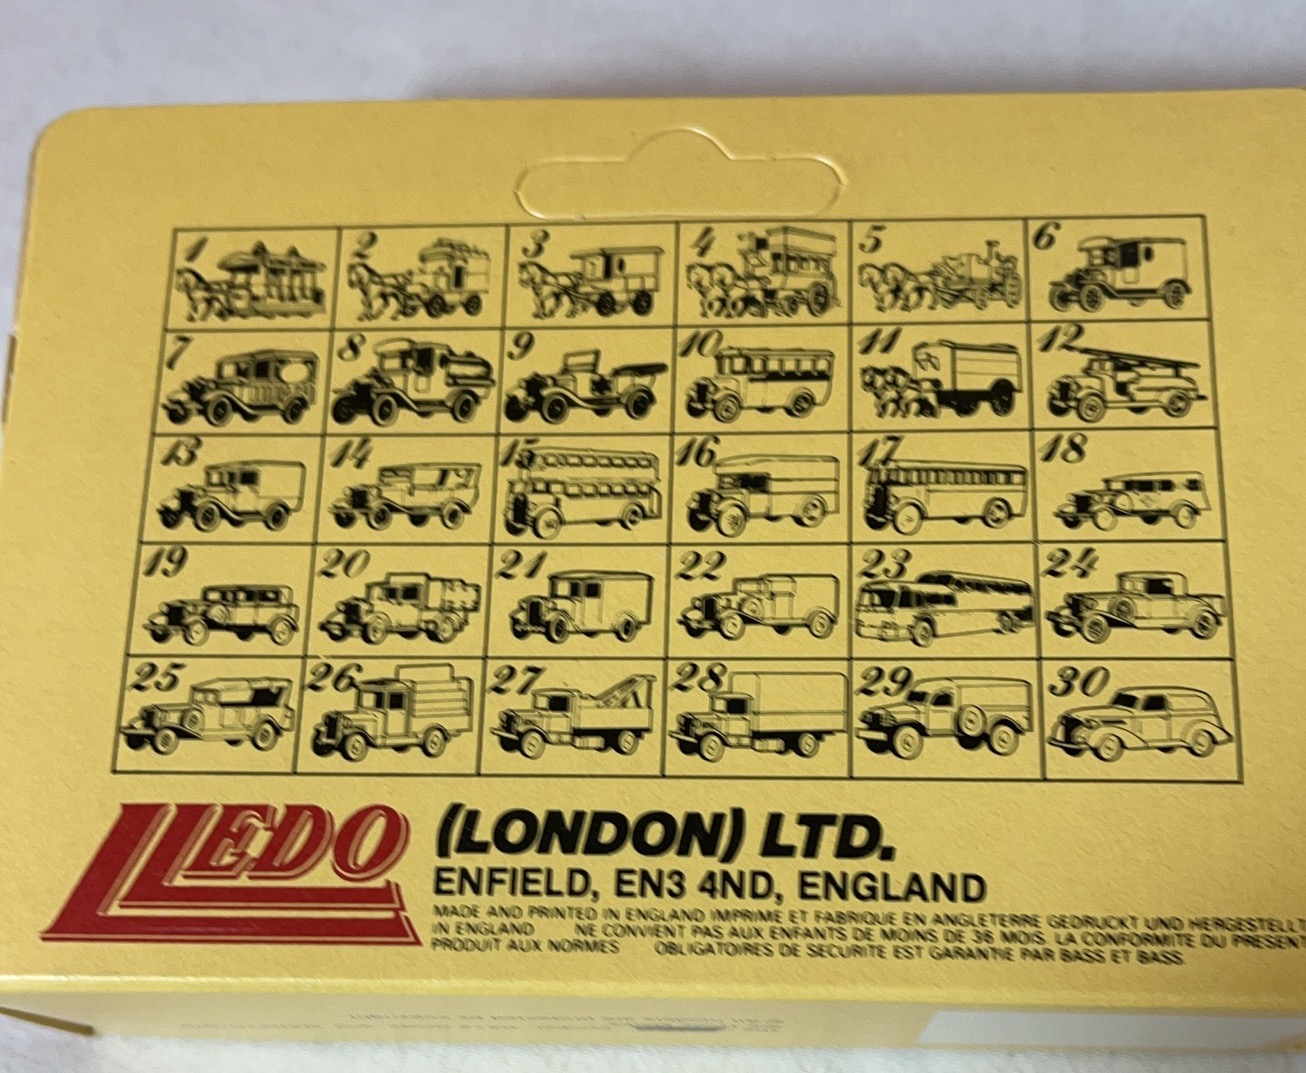 1 2 3 4 5 6
7 8 9 10 11 12
13 14 15 16 17 18
19 20 21 22 23 24
25 26 27 28 29 30
LLEDO
(LONDON) LTD.
ENFIELD, EN3 4ND, ENGLAND
MADE AND PRINTED IN ENGLAND IMPRIME ET FABRIQUE EN ANGLETERRE GEDRUCKT UND HERGESTELLT
IN ENGLAND NE CONVIENT PAS AUX ENFANTS DE MOINS DE 36 MOIS. LA CONFORMITE DU PRESENT
PRODUIT AUX NORMES OBLIGATOIRES DE SECURITE EST GARANTIE PAR BASS ET BASS.